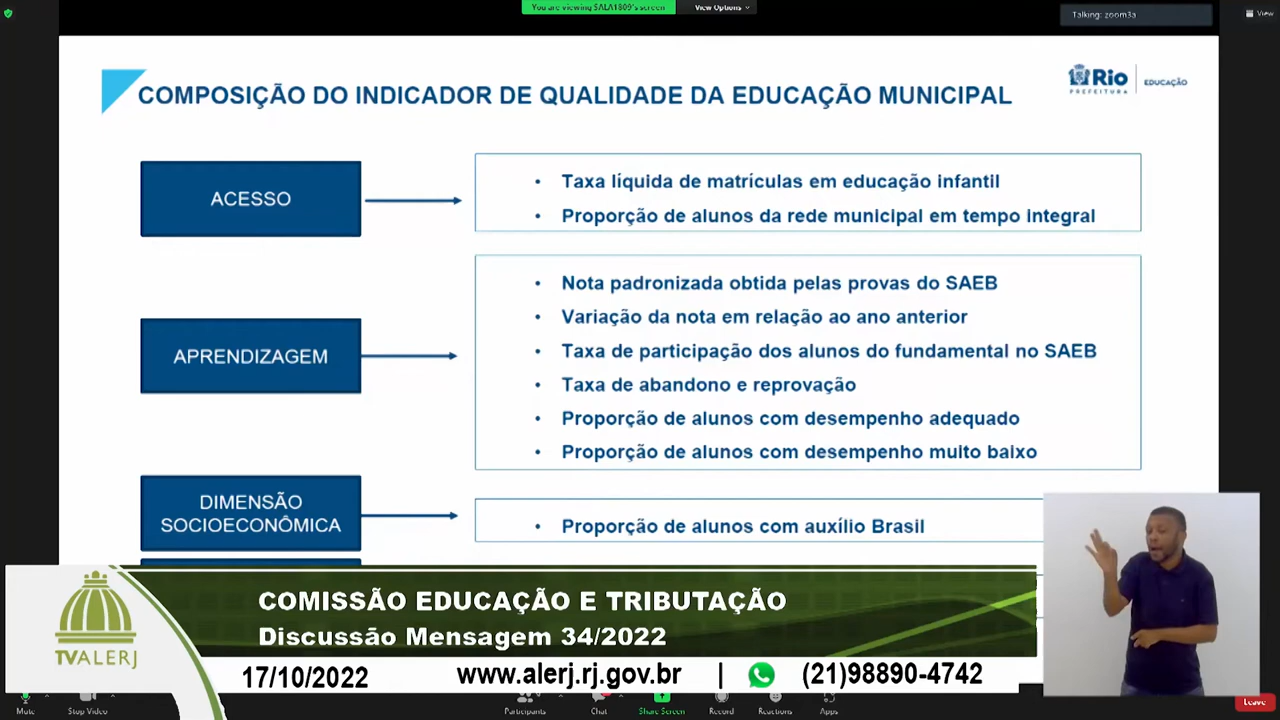 You are viewing SALA1809's screen
View Options
Talking: zoom3a
View
Rio
PREFEITURA
EDUCAÇÃO
COMPOSIÇÃO DO INDICADOR DE QUALIDADE DA EDUCAÇÃO MUNICIPAL
ACESSO
• Taxa líquida de matrículas em educação infantil
• Proporção de alunos da rede municipal em tempo integral
APRENDIZAGEM
• Nota padronizada obtida pelas provas do SAEB
• Variação da nota em relação ao ano anterior
• Taxa de participação dos alunos do fundamental no SAEB
• Taxa de abandono e reprovação
• Proporção de alunos com desempenho adequado
• Proporção de alunos com desempenho muito baixo
DIMENSÃO
SOCIOECONÔMICA
• Proporção de alunos com auxílio Brasil
COMISSÃO EDUCAÇÃO E TRIBUTAÇÃO
Discussão Mensagem 34/2022
TVALERJ
17/10/2022 www.alerj.rj.gov.br | (21)98890-4742
Mute
Stop Video
Participants
Chat
Share Screen
Record
Reactions
Apps
Leave